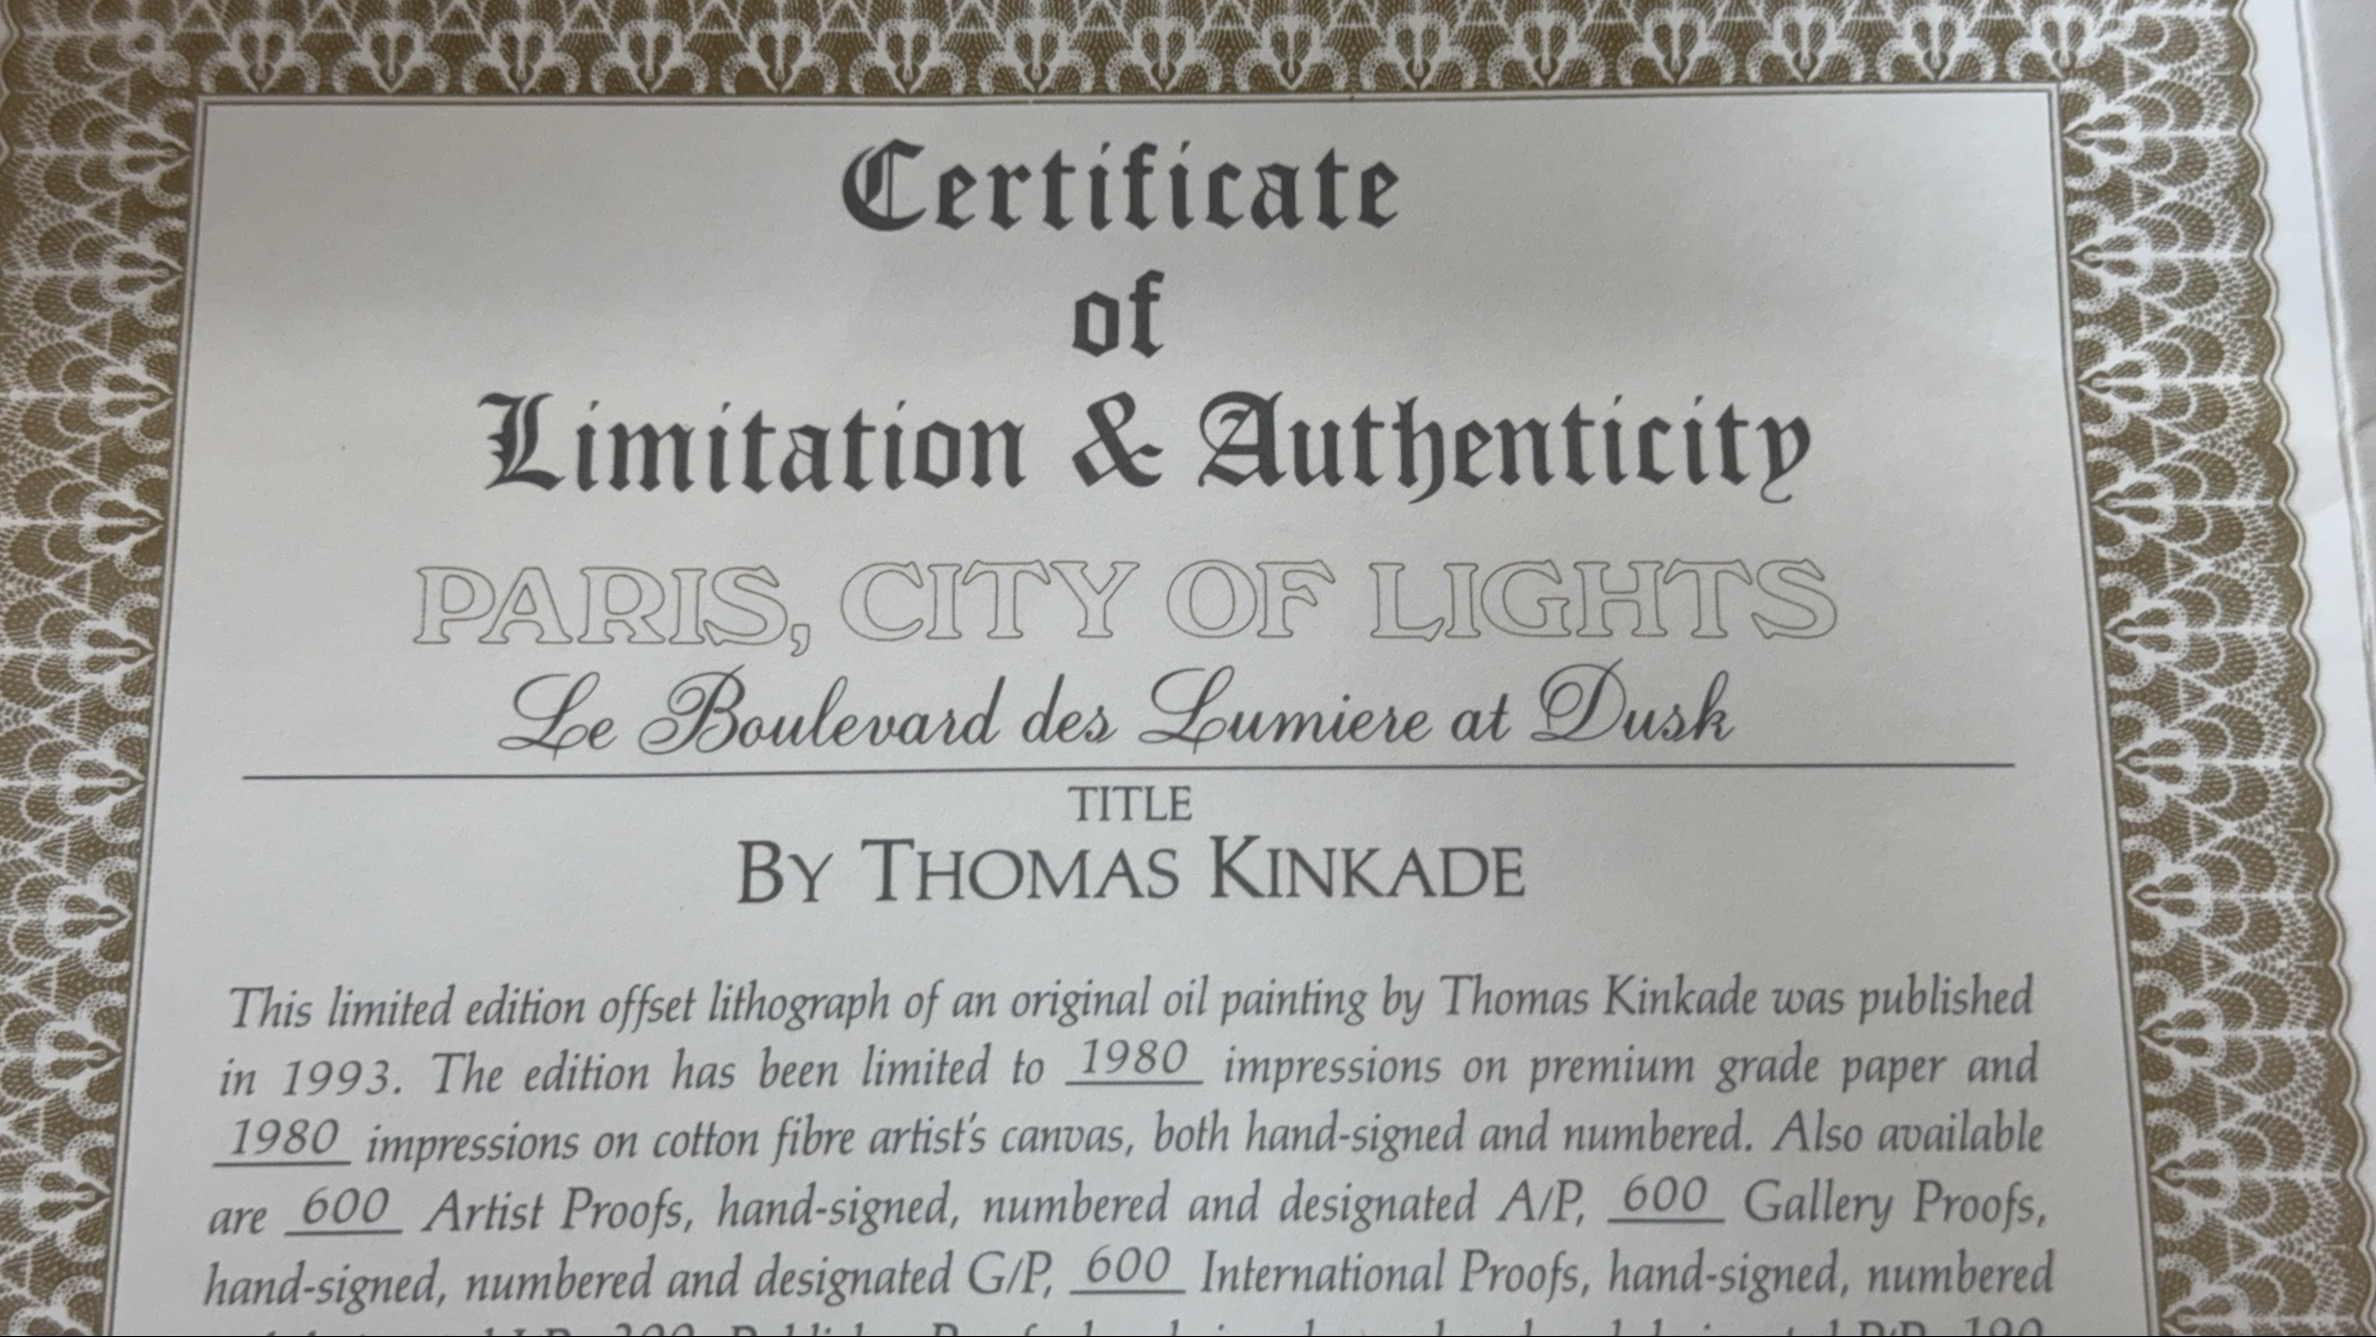 Certificate
of
Limitation & Authenticity
PARIS, CITY OF LIGHTS
Le Boulevard des Lumiere at Dusk
TITLE
BY THOMAS KINKADE
This limited edition offset lithograph of an original oil painting by Thomas Kinkade was published
in 1993. The edition has been limited to 1980 impressions on premium grade paper and
1980 impressions on cotton fibre artist's canvas, both hand-signed and numbered. Also available
are 600 Artist Proofs, hand-signed, numbered and designated A/P, 600 Gallery Proofs,
hand-signed, numbered and designated G/P, 600 International Proofs, hand-signed, numbered